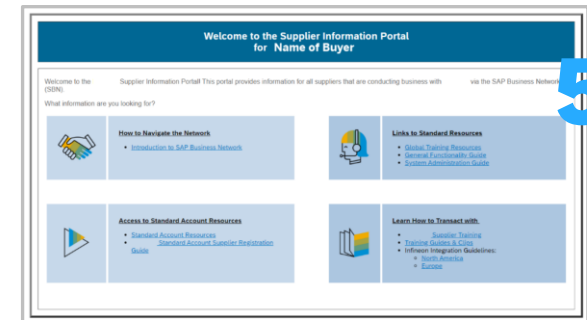 Welcome to the Supplier Information Portal
for Name of Buyer
Welcome to the Supplier Information Portal! This portal provides information for all suppliers that are conducting business with via the SAP Business Network
(SBN)
What information are you looking for?
How to Navigate the Network
Introduction to SAP Business Network
Links to Standard Resources
Global Training Resources
General Functionality Guide
System Administration Guide
Access to Standard Account Resources
Standard Account Resources
Standard Account Supplier Registration
Guide
Learn How to Transact with
Supplier Training
Training Guides & Clips
Infineon Integration Guidelines:
North America
Europe
5